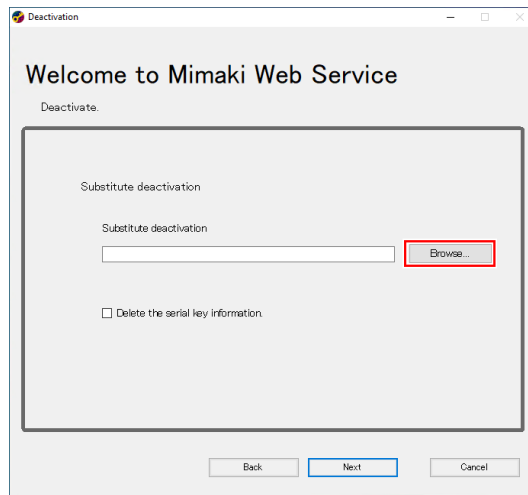 Deactivation
Welcome to Mimaki Web Service
Deactivate.
Substitute deactivation
Substitute deactivation
Browse...
Delete the serial key information.
Back Next Cancel